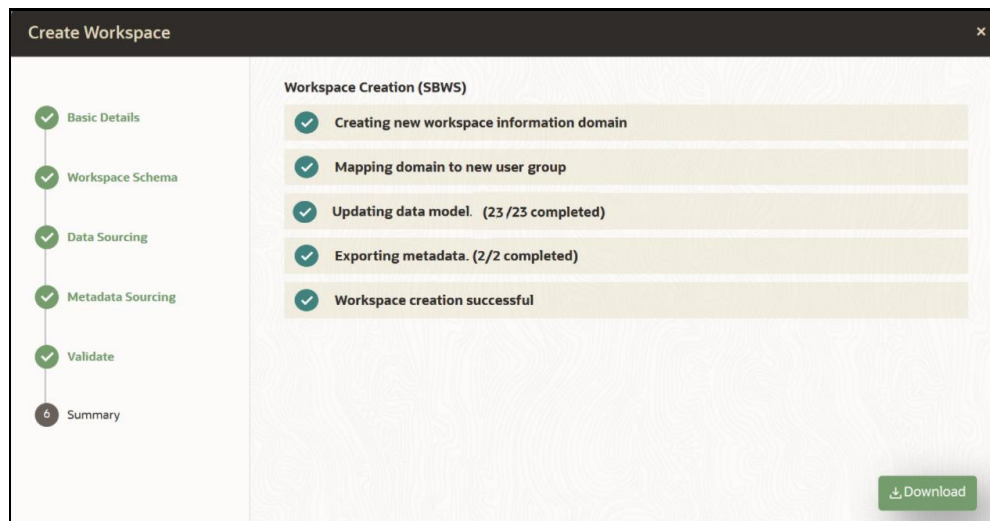 Create Workspace
×
Basic Details
Workspace Schema
Data Sourcing
Metadata Sourcing
Validate
6 Summary
Workspace Creation (SBWS)
Creating new workspace information domain
Mapping domain to new user group
Updating data model. (23/23 completed)
Exporting metadata. (2/2 completed)
Workspace creation successful
Download